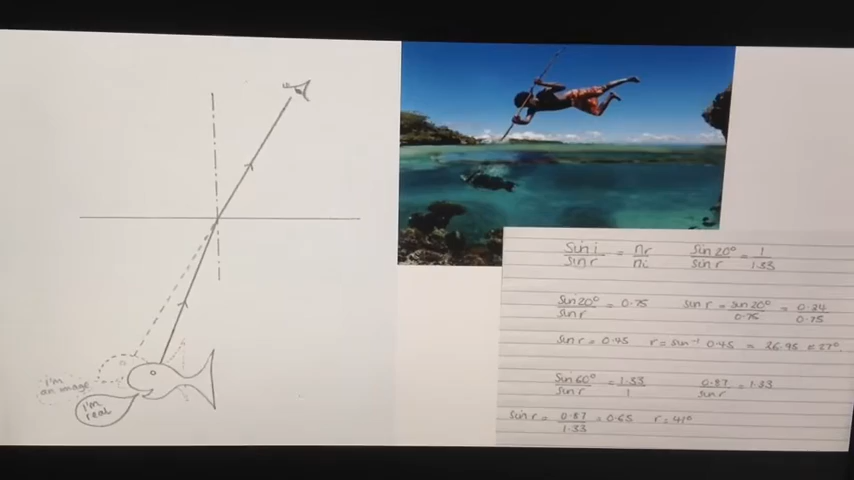 i'm
an image
i'm
real
Sin i / Sin r = nr / ni    Sin 20° / Sin r = 1 / 1.33
Sin 20° / Sin r = 0.75    Sin r = Sin 20° / 0.75 = 0.34 / 0.75
Sin r = 0.45    r = Sin⁻¹ 0.45 = 26.95 ≈ 27°
Sin 60° / Sin r = 1.33 / 1    0.87 / Sin r = 1.33
Sin r = 0.87 / 1.33 = 0.65    r = 41°